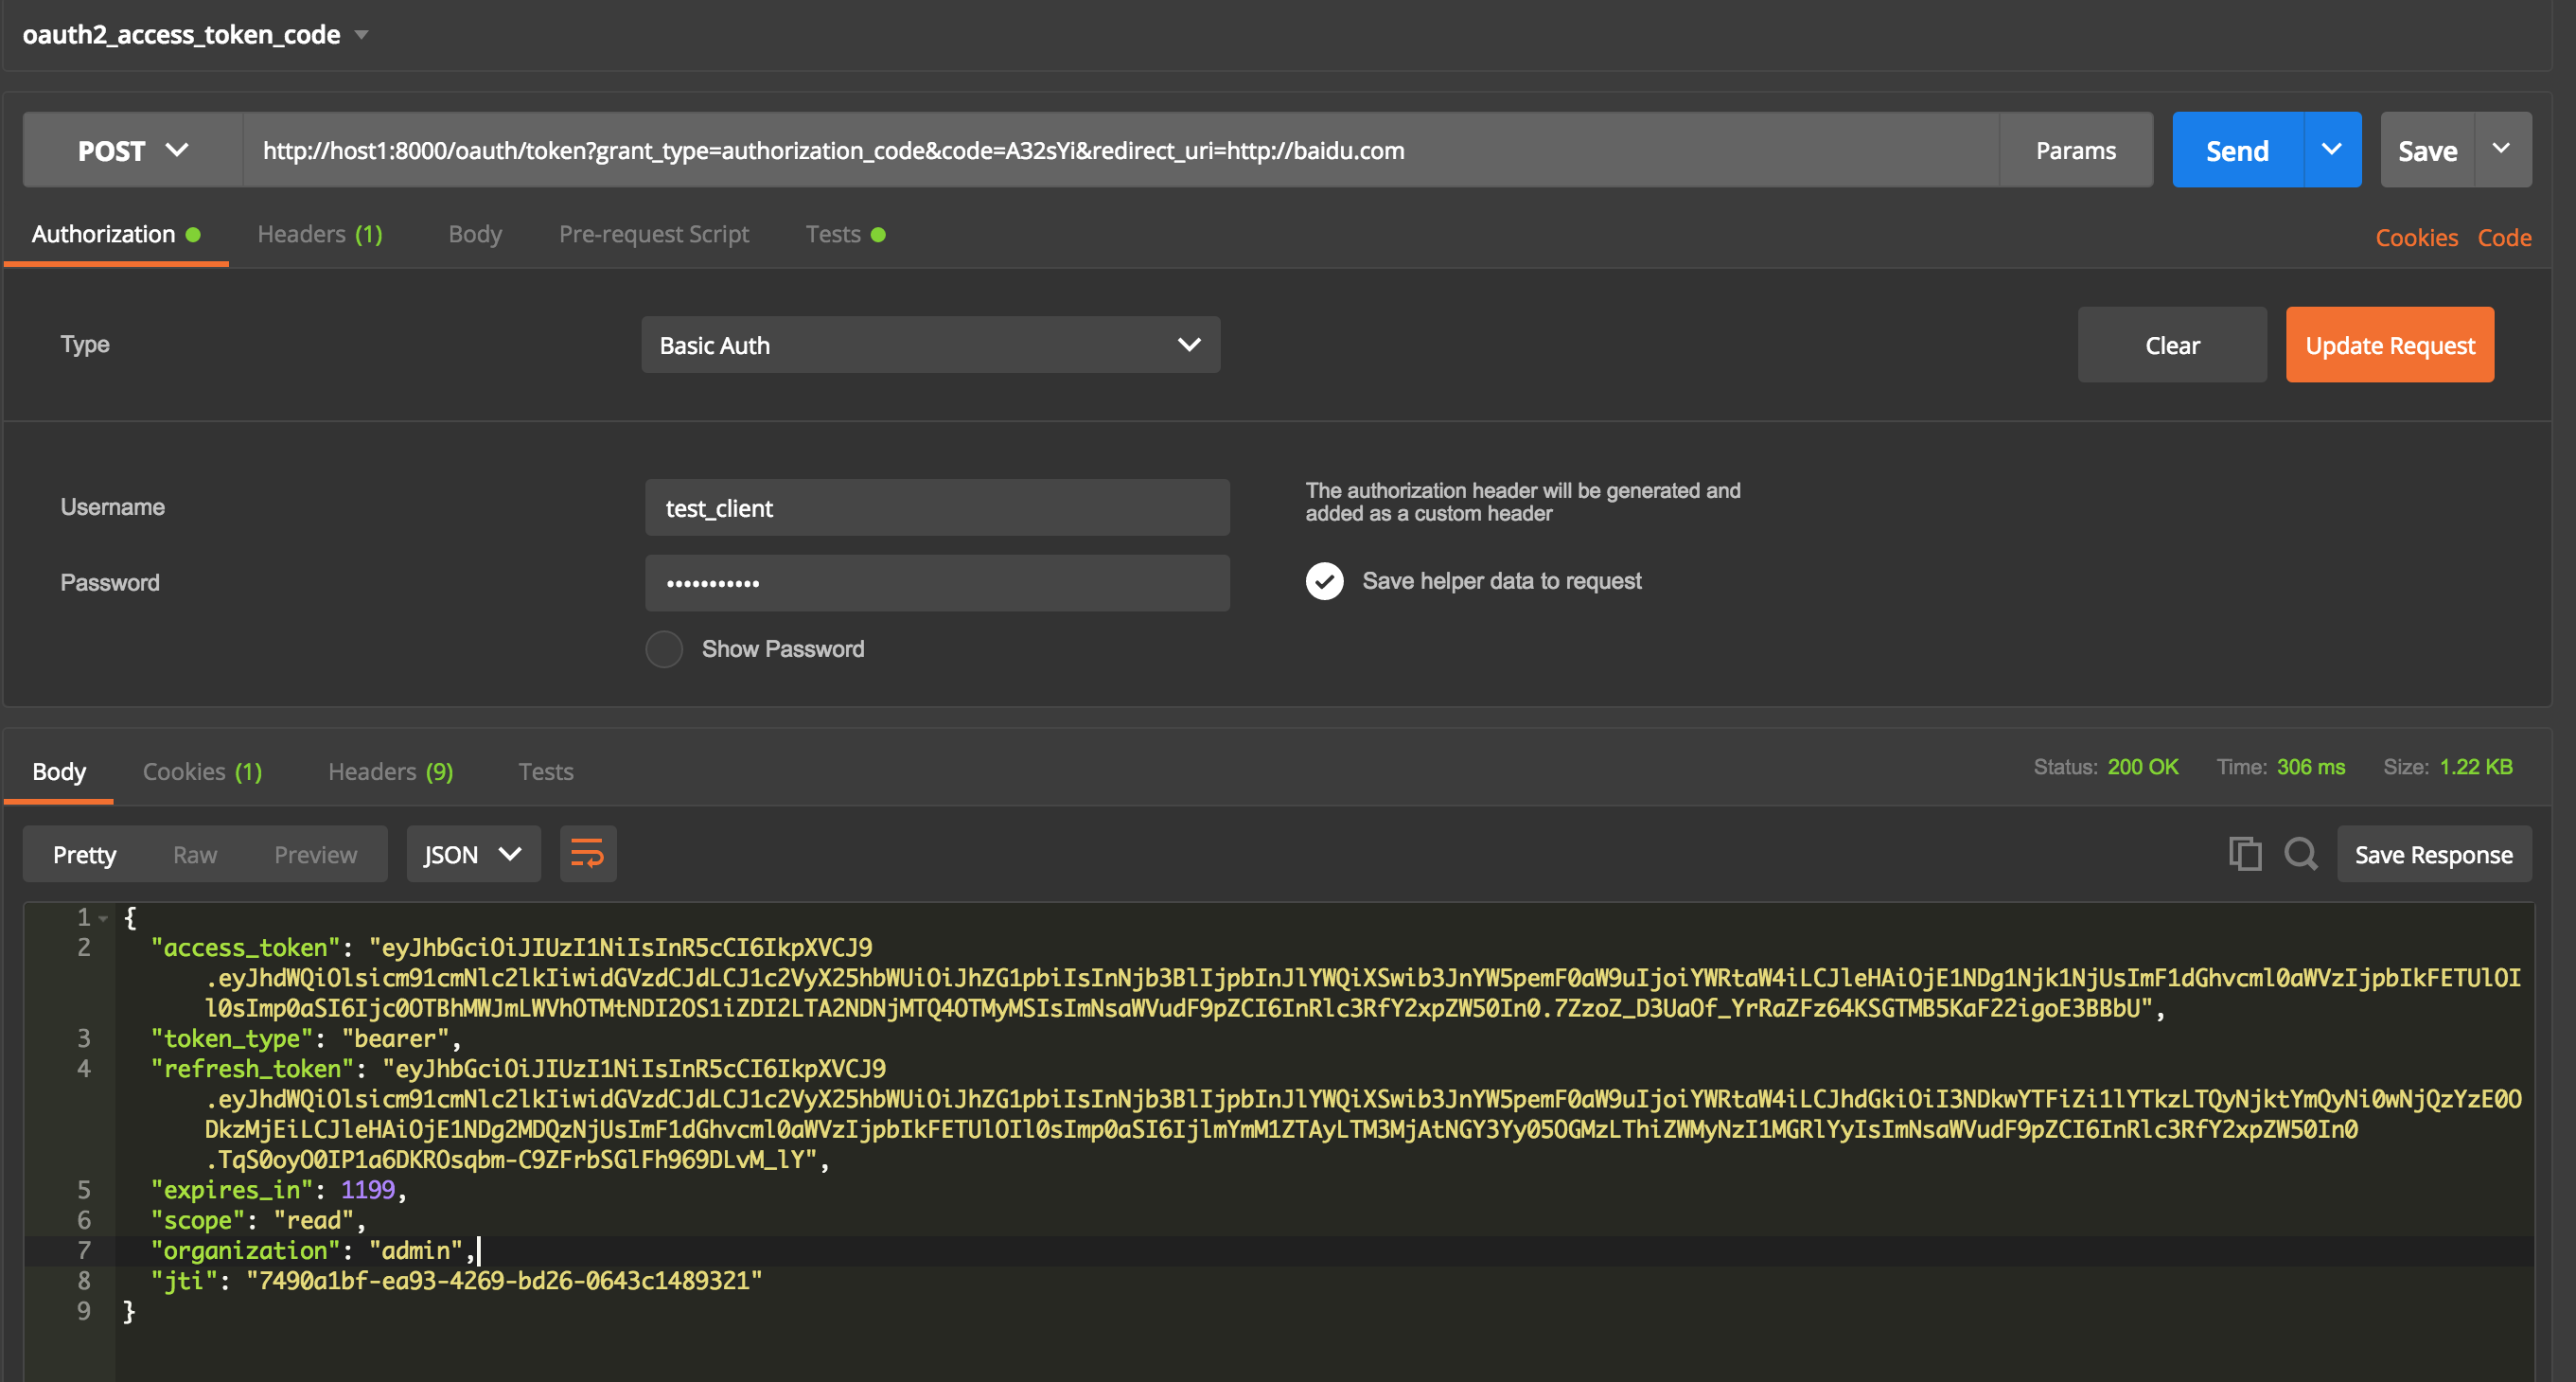 oauth2_access_token_code
POST http://host1:8000/oauth/token?grant_type=authorization_code&code=A32sYi&redirect_uri=http://baidu.com Params Send Save
Authorization Headers (1) Body Pre-request Script Tests Cookies Code
Type Basic Auth Clear Update Request
Username test_client The authorization header will be generated and
added as a custom header
Password ••••••••••• Save helper data to request
Show Password
Body Cookies (1) Headers (9) Tests Status: 200 OK Time: 306 ms Size: 1.22 KB
Pretty Raw Preview JSON Save Response
1 {
2 "access_token": "eyJhbGciOiJIUzI1NiIsInR5cCI6IkpXVCJ9
.eyJhdWQiOlsicm91cmNlc2lkIiwidGVzdCJdLCJ1c2VyX25hbWUiOiJhZG1pbiIsInNjb3BlIjpbInJlYWQiXSwib3JnYW5pemF0aW9uIjoiYWRtaW4iLCJleHAiOjE1NDg1Njk1NjUsImF1dGhvcml0aWVzIjpbIkFETUlOI
l0sImp0aSI6Ijc0OTBhMWJmLWVhOTMtNDI2OS1iZDI2LTA2NDNjMTQ4OTMyMSIsImNsaWVudF9pZCI6InRlc3RfY2xpZW50In0.7ZzoZ_D3UaOf_YrRaZFz64KSGTMB5KaF22igoE3BBbU",
3 "token_type": "bearer",
4 "refresh_token": "eyJhbGciOiJIUzI1NiIsInR5cCI6IkpXVCJ9
.eyJhdWQiOlsicm91cmNlc2lkIiwidGVzdCJdLCJ1c2VyX25hbWUiOiJhZG1pbiIsInNjb3BlIjpbInJlYWQiXSwib3JnYW5pemF0aW9uIjoiYWRtaW4iLCJhdGkiOiI3NDkwYTFiZi1lYTkzLTQyNjktYmQyNi0wNjQzYzE0O
DkzMjEiLCJleHAiOjE1NDg2MDQzNjUsImF1dGhvcml0aWVzIjpbIkFETUlOIl0sImp0aSI6IjlmYmM1ZTAyLTM3MjAtNGY3Yy05OGMzLThiZWMyNzI1MGRlYyIsImNsaWVudF9pZCI6InRlc3RfY2xpZW50In0
.TqS0oyO0IP1a6DKROsqbm-C9ZFrbSGlFh969DLvM_lY",
5 "expires_in": 1199,
6 "scope": "read",
7 "organization": "admin",
8 "jti": "7490a1bf-ea93-4269-bd26-0643c1489321"
9 }